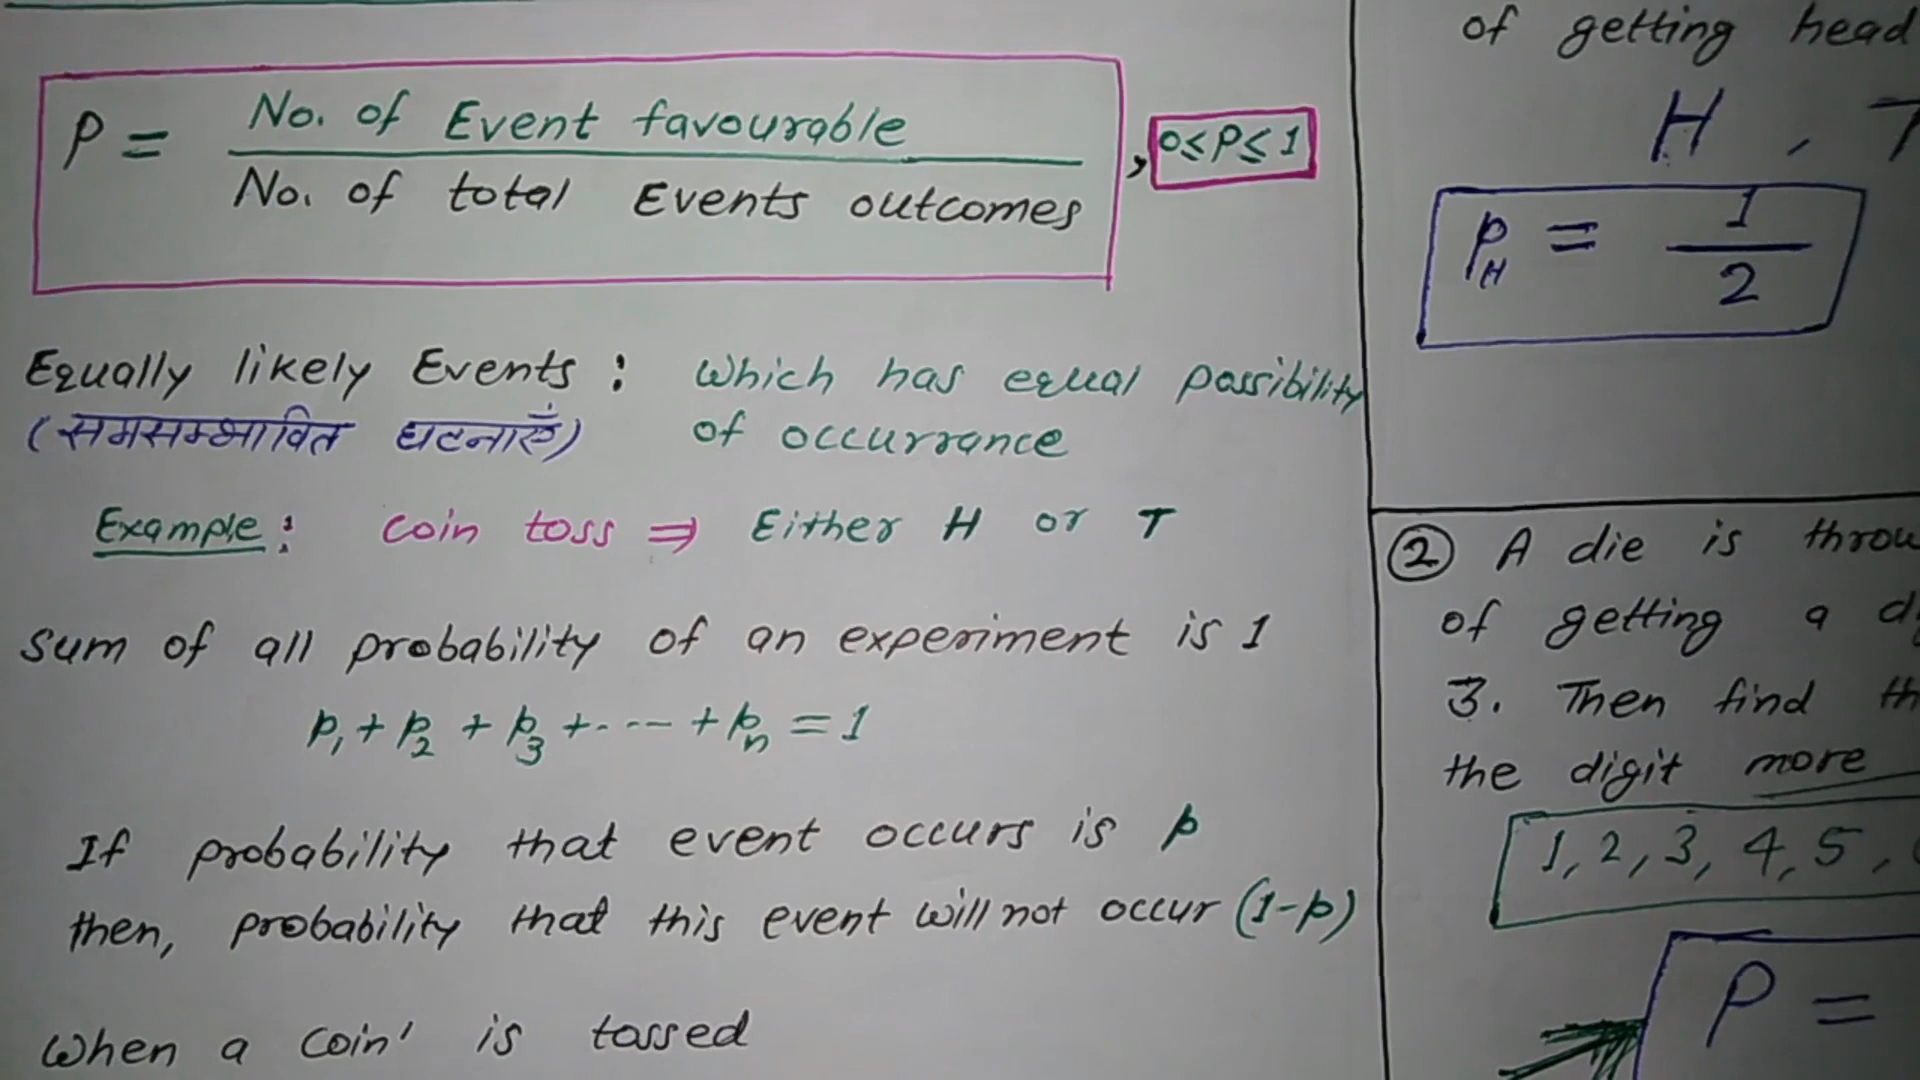 P = No. of Event favourable
No. of total Events outcomes
, 0≤P≤1
Equally likely Events : Which has equal possibility
(समसम्भावित घटनाएँ) of occurrance
Example : coin toss ⇒ Either H or T
Sum of all probability of an experiment is 1
p₁ + p₂ + p₃ + ---- + pₙ = 1
If probability that event occurs is p
then, probability that this event will not occur (1-p)
When a coin' is tossed
of getting head
H , T
P_H = 1/2
② A die is
of getting a
3. Then find
the digit more
1, 2, 3, 4, 5,
P =